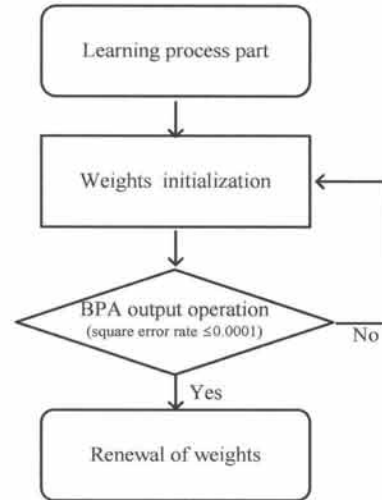 Learning process part
Weights initialization
BPA output operation
(square error rate ≤0.0001)
No
Yes
Renewal of weights